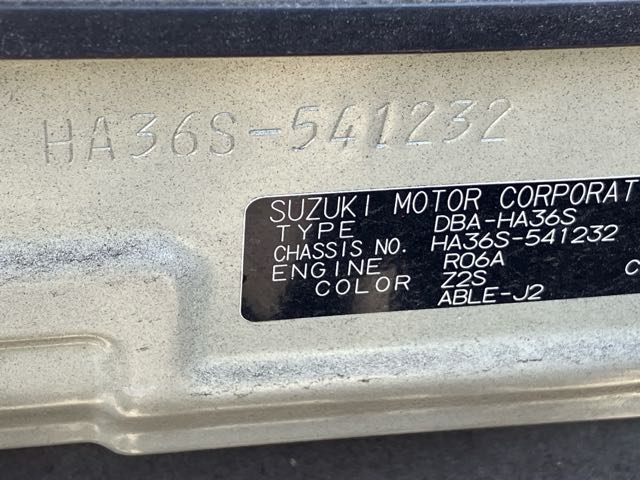 HA36S-541232
SUZUKI MOTOR CORPORAT
TYPE DBA-HA36S
CHASSIS NO. HA36S-541232
ENGINE R06A
COLOR Z2S C
ABLE-J2